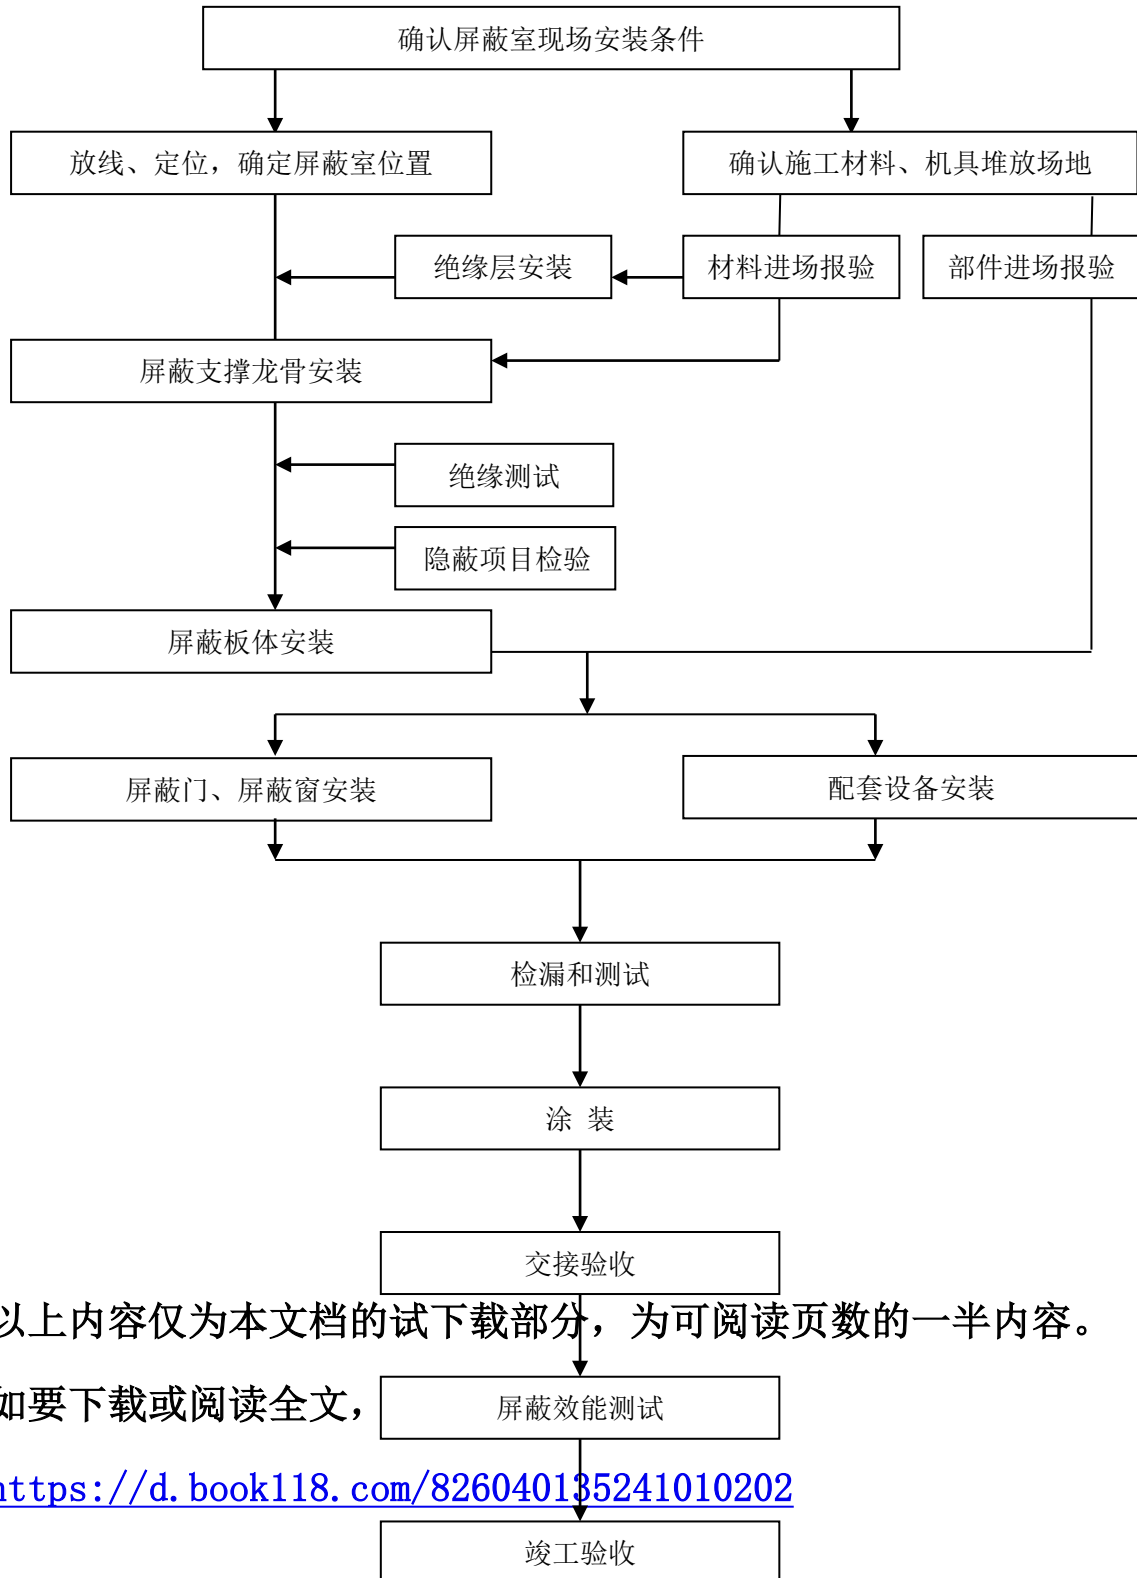 确认屏蔽室现场安装条件
放线、定位，确定屏蔽室位置
确认施工材料、机具堆放场地
绝缘层安装
材料进场报验
部件进场报验
屏蔽支撑龙骨安装
绝缘测试
隐蔽项目检验
屏蔽板体安装
屏蔽门、屏蔽窗安装
配套设备安装
检漏和测试
涂 装
交接验收
以上内容仅为本文档的试下载部分，为可阅读页数的一半内容。
如要下载或阅读全文，
屏蔽效能测试
https://d.book118.com/826040135241010202
竣工验收